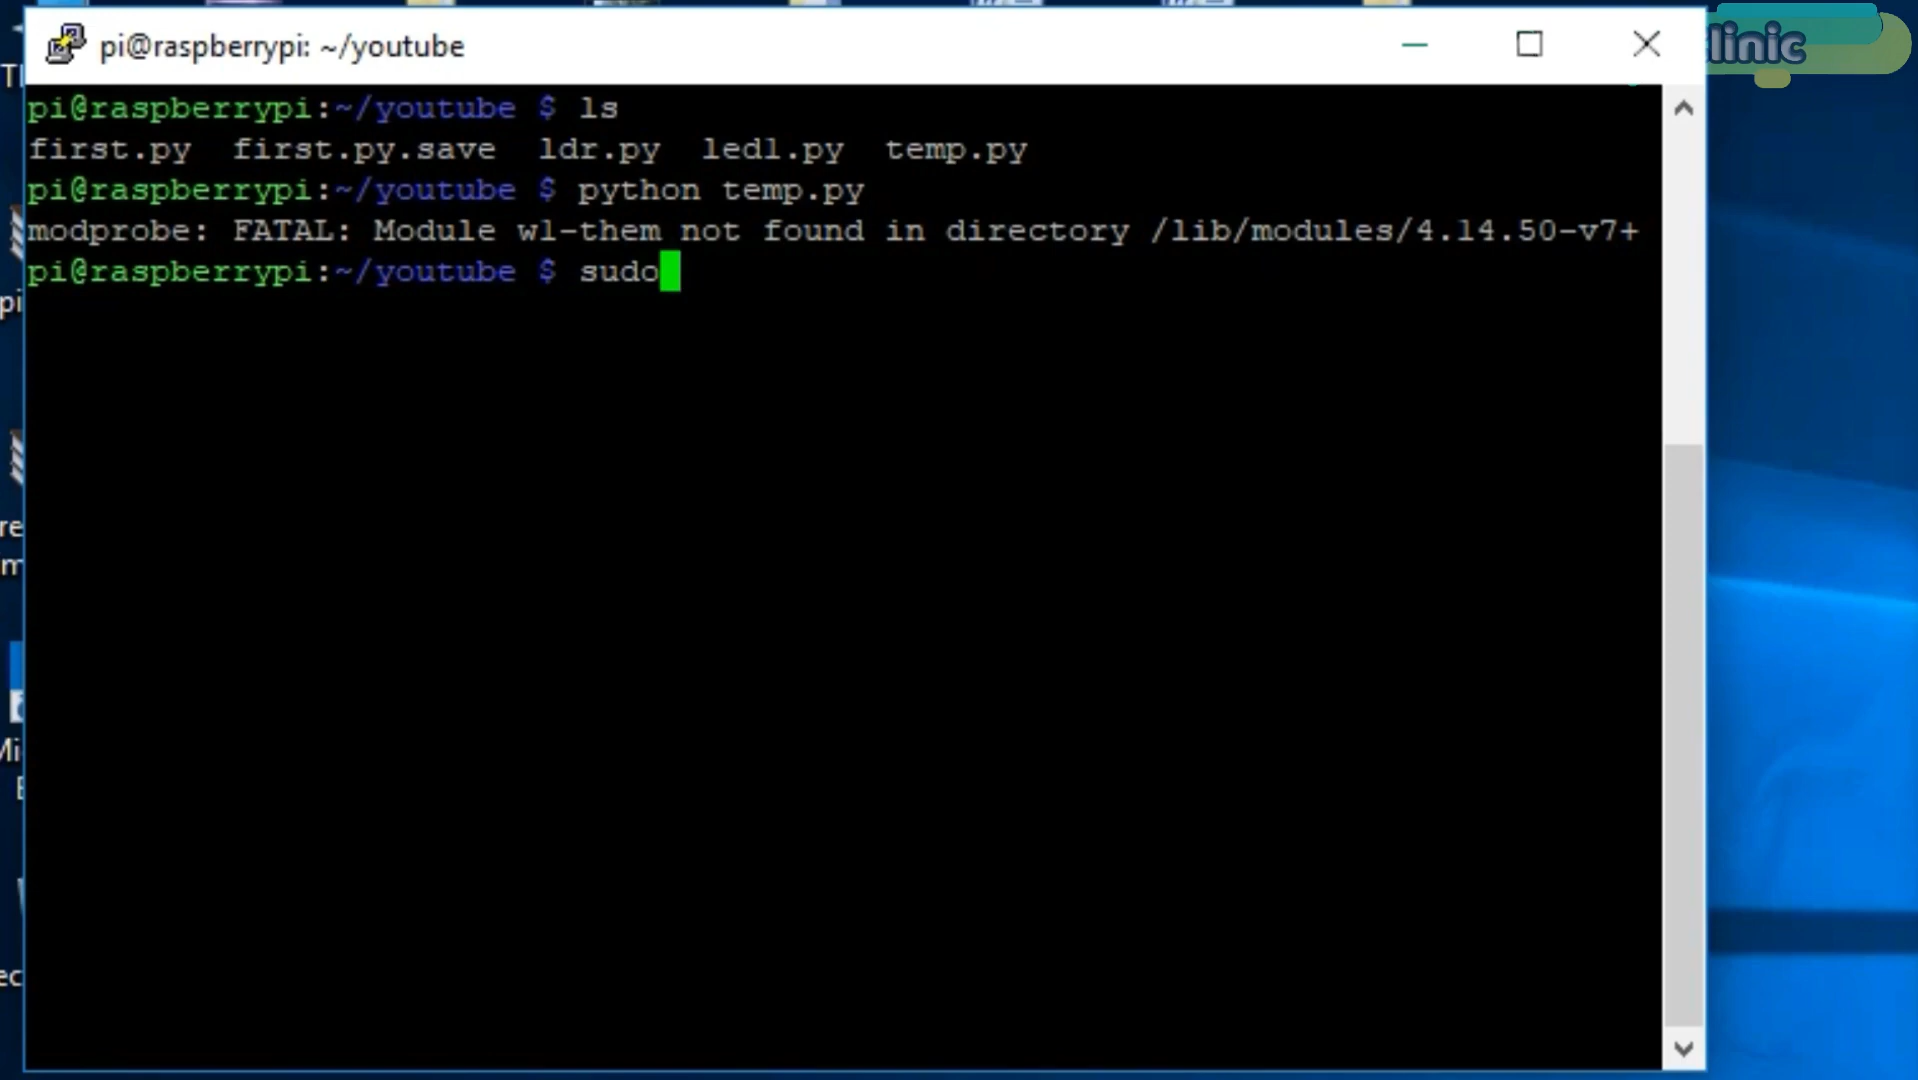 pi@raspberrypi: ~/youtube
linic
pi@raspberrypi:~/youtube $ ls
first.py first.py.save ldr.py led1.py temp.py
pi@raspberrypi:~/youtube $ python temp.py
modprobe: FATAL: Module w1-them not found in directory /lib/modules/4.14.50-v7+
pi@raspberrypi:~/youtube $ sudo